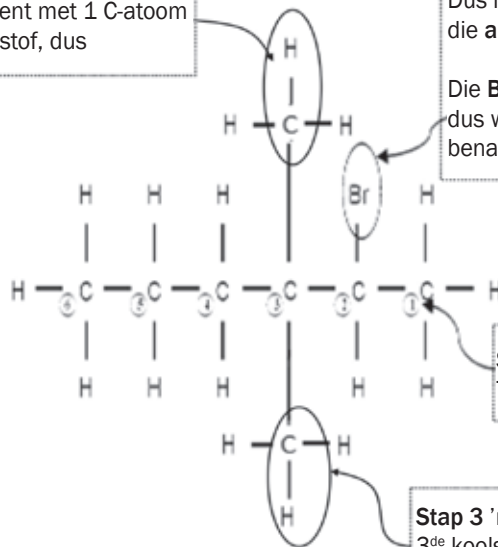 ent met 1 C-atoom
stof, dus
Dus
die a
Die B
dus
bena
H
H C H
H H H Br H
H C C C C C C H
6 5 4 3 2 1
H H H H H
H C H
H
Stap 3 'n
3de kools